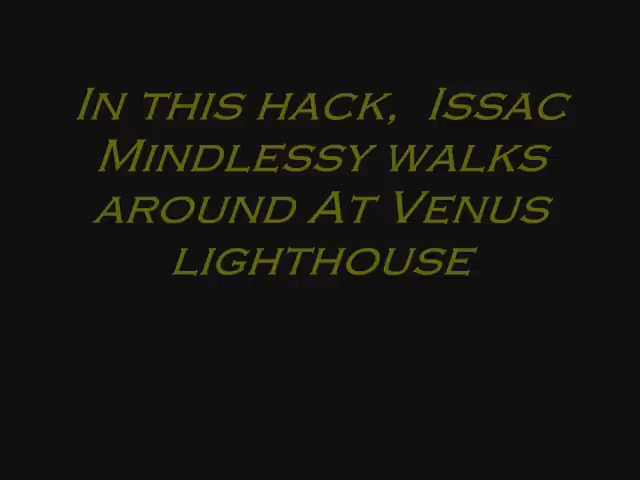 In this hack,  Issac
Mindlessy walks
around At Venus
lighthouse